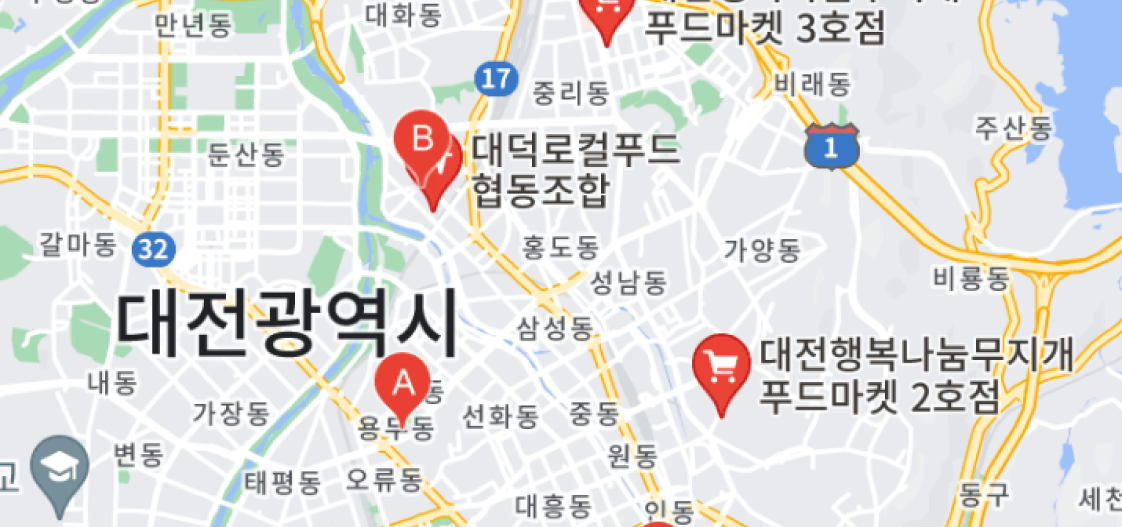 만년동
대화동
푸드마켓 3호점
17
중리동
비래동
주산동
B
대덕로컬푸드
협동조합
1
둔산동
갈마동
32
홍도동
가양동
성남동
비룡동
대전광역시
삼성동
대전행복나눔무지개
푸드마켓 2호점
A
동
내동
가장동
용두동
선화동
중동
변동
원동
고
태평동
오류동
대흥동
인동
동구
세천